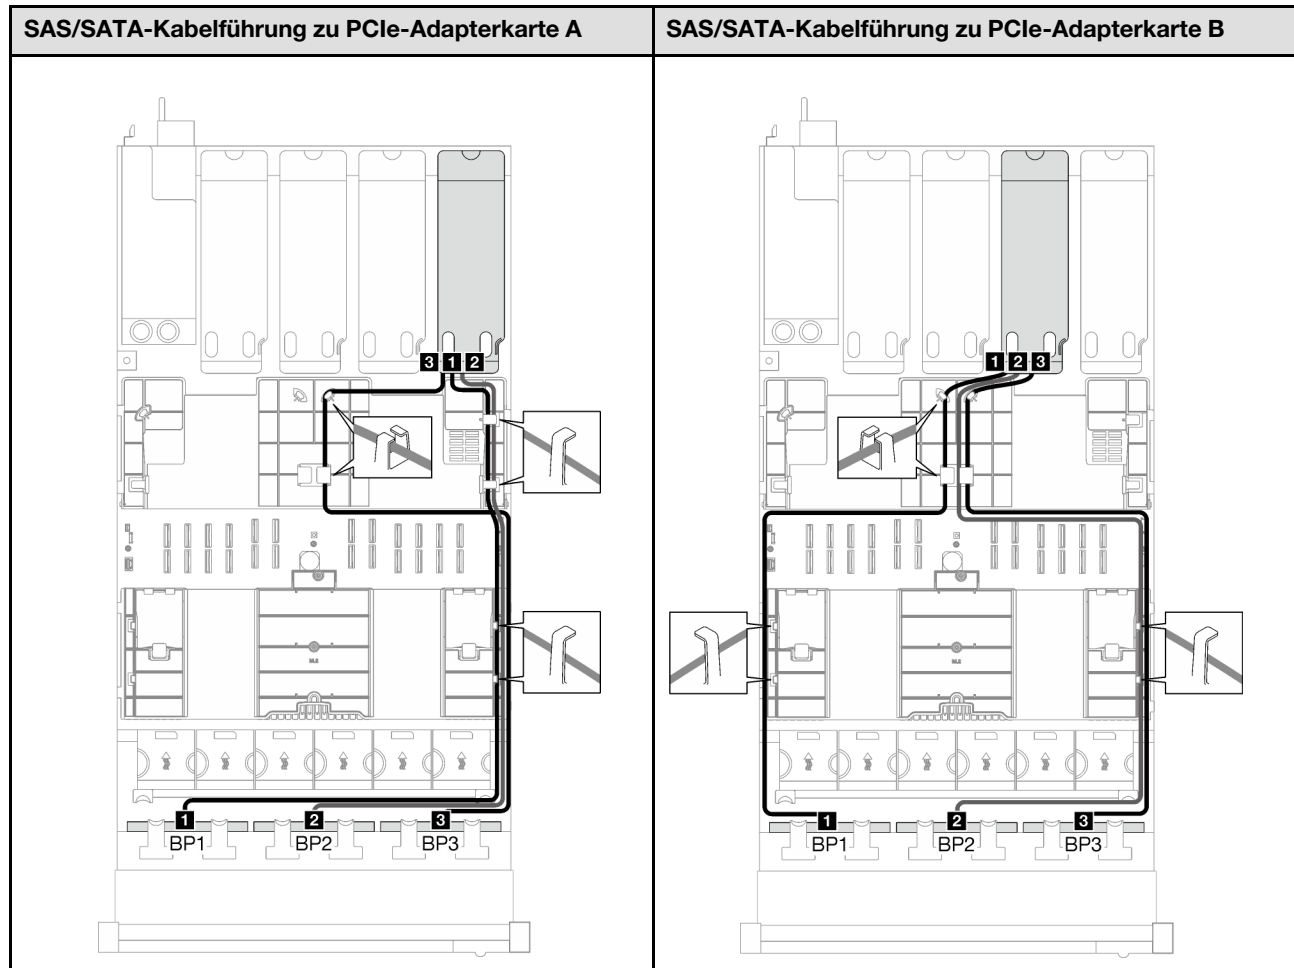 SAS/SATA-Kabelführung zu PCIe-Adapterkarte A
SAS/SATA-Kabelführung zu PCIe-Adapterkarte B
3 1 2
1 2 3
M.2
M.2
1 2 3
BP1 BP2 BP3
1 2 3
BP1 BP2 BP3